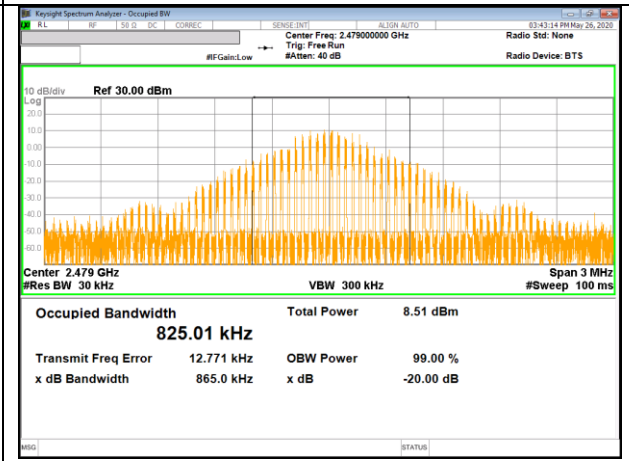 Keysight Spectrum Analyzer - Occupied BW
RL RF 50 Ω DC CORREC SENSE:INT ALIGN AUTO 03:43:14 PM May 26, 2020
Center Freq: 2.479000000 GHz Radio Std: None
Trig: Free Run
#IFGain:Low #Atten: 40 dB Radio Device: BTS
10 dB/div Ref 30.00 dBm
Log
20.0
10.0
0.00
-10.0
-20.0
-30.0
-40.0
-50.0
-60.0
Center 2.479 GHz Span 3 MHz
#Res BW 30 kHz VBW 300 kHz #Sweep 100 ms
Occupied Bandwidth Total Power 8.51 dBm
825.01 kHz
Transmit Freq Error 12.771 kHz OBW Power 99.00 %
x dB Bandwidth 865.0 kHz x dB -20.00 dB
MSG STATUS